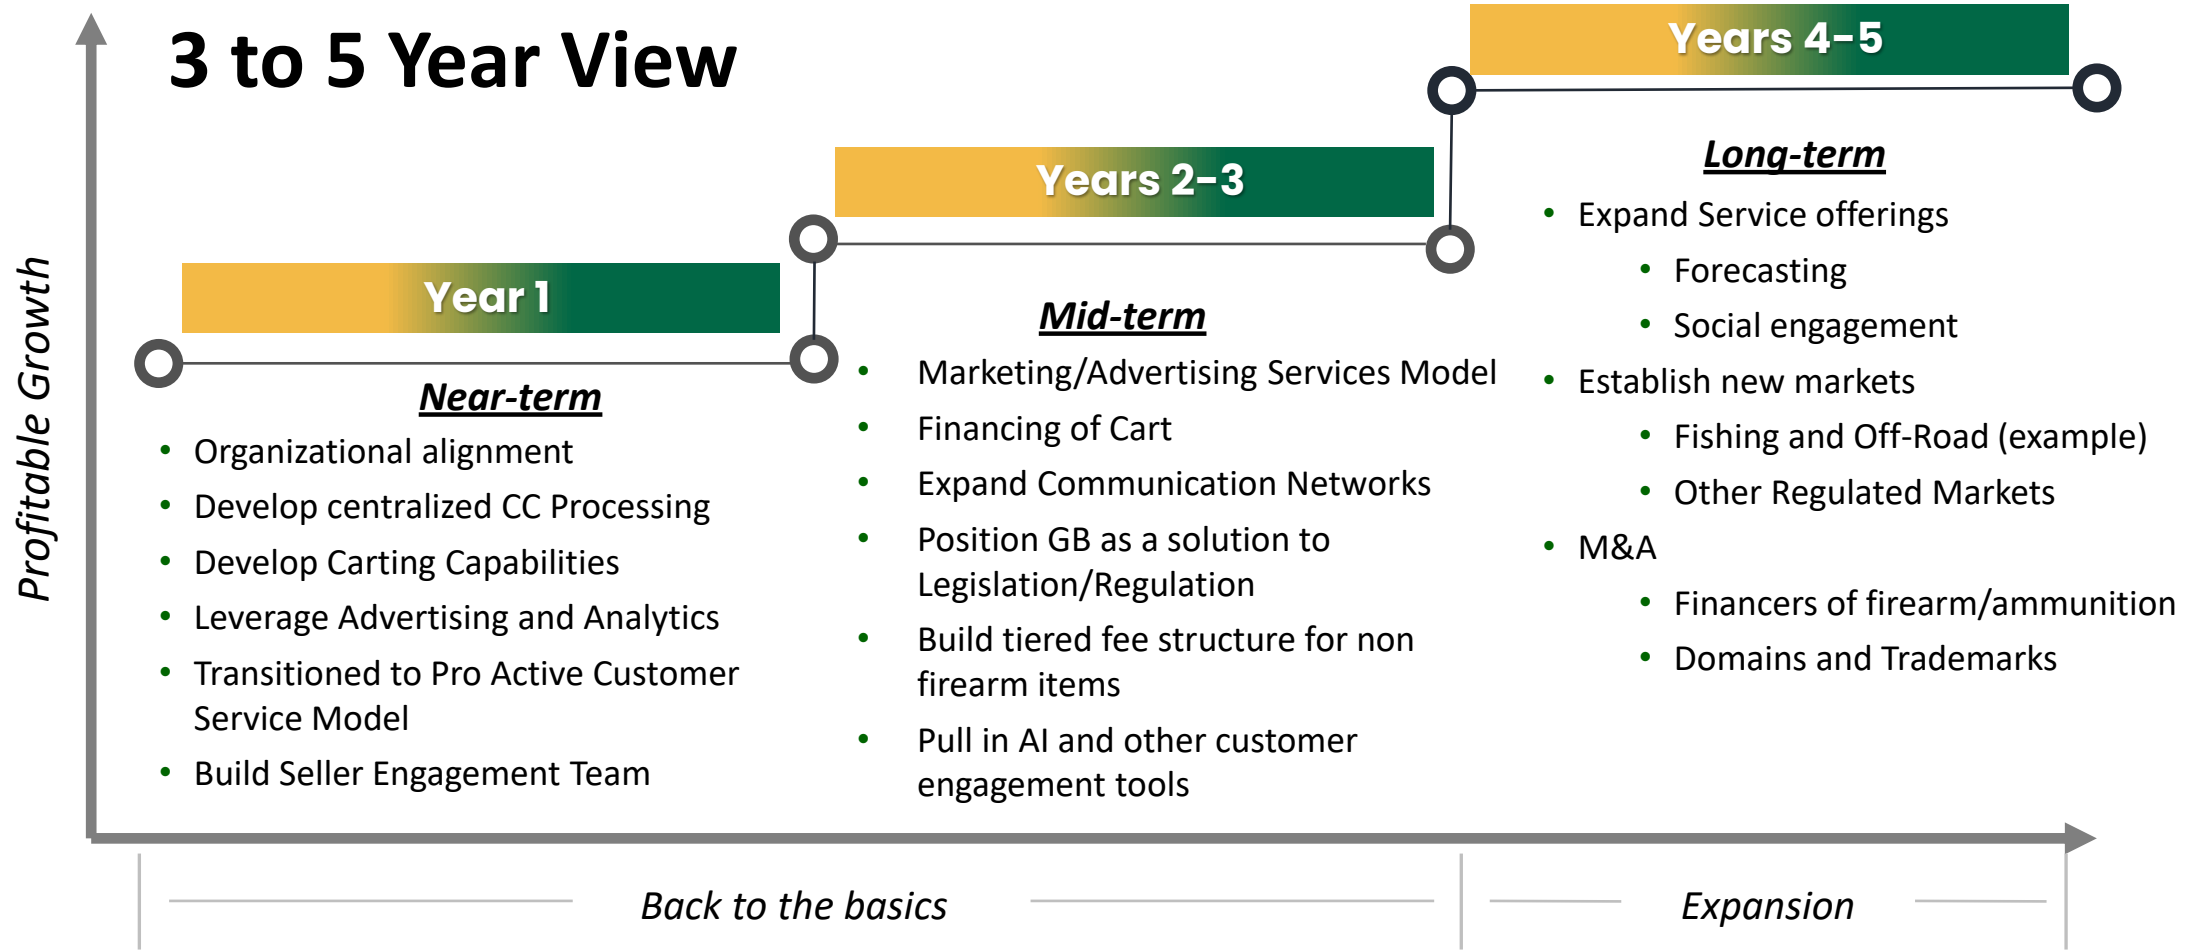 3 to 5 Year View
Profitable Growth
Year 1
Near-term
• Organizational alignment
• Develop centralized CC Processing
• Develop Carting Capabilities
• Leverage Advertising and Analytics
• Transitioned to Pro Active Customer
Service Model
• Build Seller Engagement Team
Years 2-3
Mid-term
• Marketing/Advertising Services Model
• Financing of Cart
• Expand Communication Networks
• Position GB as a solution to
Legislation/Regulation
• Build tiered fee structure for non
firearm items
• Pull in AI and other customer
engagement tools
Years 4-5
Long-term
• Expand Service offerings
• Forecasting
• Social engagement
• Establish new markets
• Fishing and Off-Road (example)
• Other Regulated Markets
• M&A
• Financers of firearm/ammunition
• Domains and Trademarks
Back to the basics
Expansion